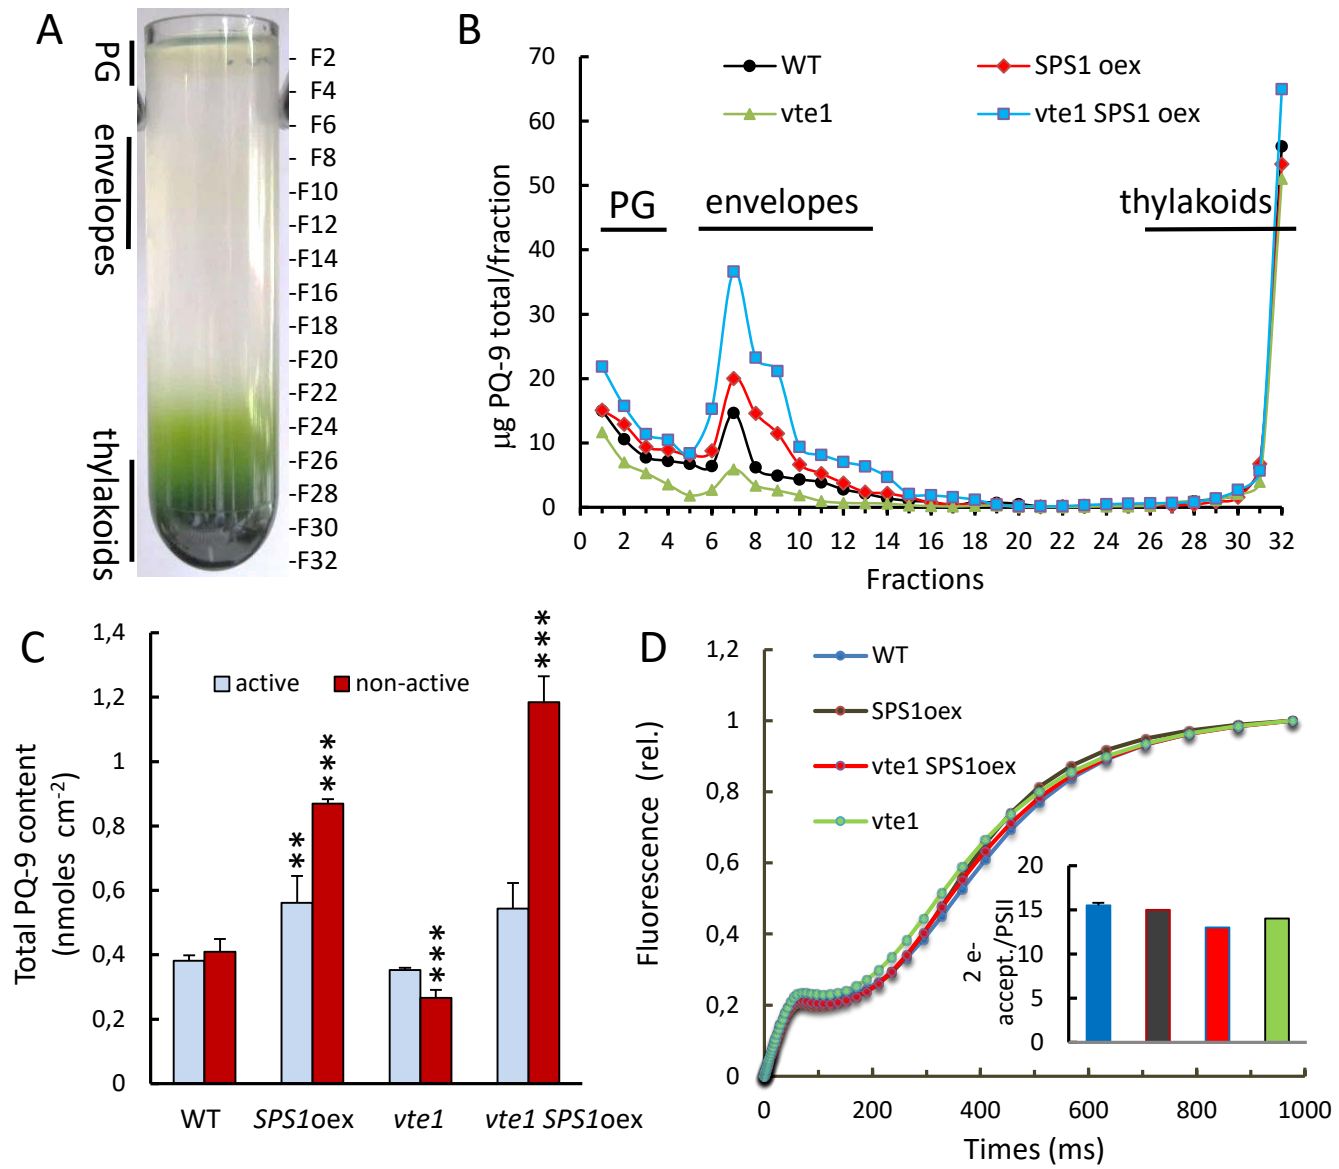 A
PG
envelopes
thylakoids
F2
F4
F6
F8
-F10
-F12
-F14
-F16
-F18
-F20
-F22
-F24
-F26
-F28
-F30
-F32
B
µg PQ-9 total/fraction
70
60
50
40
30
20
10
0
WT
SPS1 oex
vte1
vte1 SPS1 oex
PG
envelopes
thylakoids
0 2 4 6 8 10 12 14 16 18 20 22 24 26 28 30 32
Fractions
C
Total PQ-9 content
(nmoles cm-2)
1,4
1,2
1
0,8
0,6
0,4
0,2
0
active
non-active
**
***
***
***
WT SPS1oex vte1 vte1 SPS1oex
D
Fluorescence (rel.)
1,2
1
0,8
0,6
0,4
0,2
0
WT
SPS1oex
vte1 SPS1oex
vte1
2 e-
accept./PSII
20
15
10
5
0
0 200 400 600 800 1000
Times (ms)